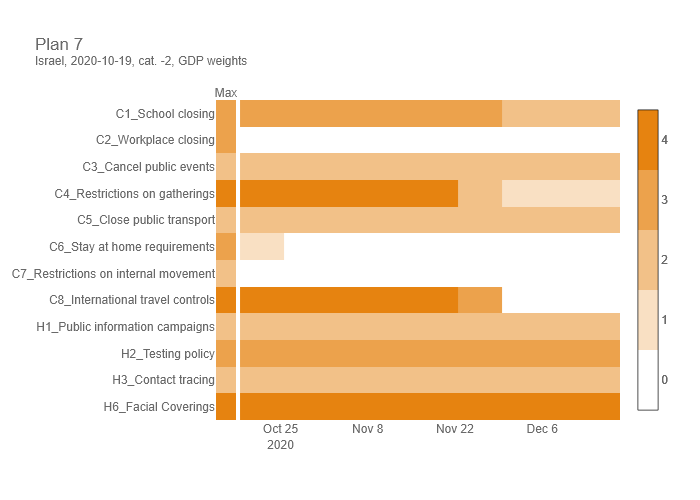 Plan 7
Israel, 2020-10-19, cat. -2, GDP weights
Max
C1_School closing
C2_Workplace closing
C3_Cancel public events
C4_Restrictions on gatherings
C5_Close public transport
C6_Stay at home requirements
C7_Restrictions on internal movement
C8_International travel controls
H1_Public information campaigns
H2_Testing policy
H3_Contact tracing
H6_Facial Coverings
4
3
2
1
0
Oct 25 Nov 8 Nov 22 Dec 6
2020